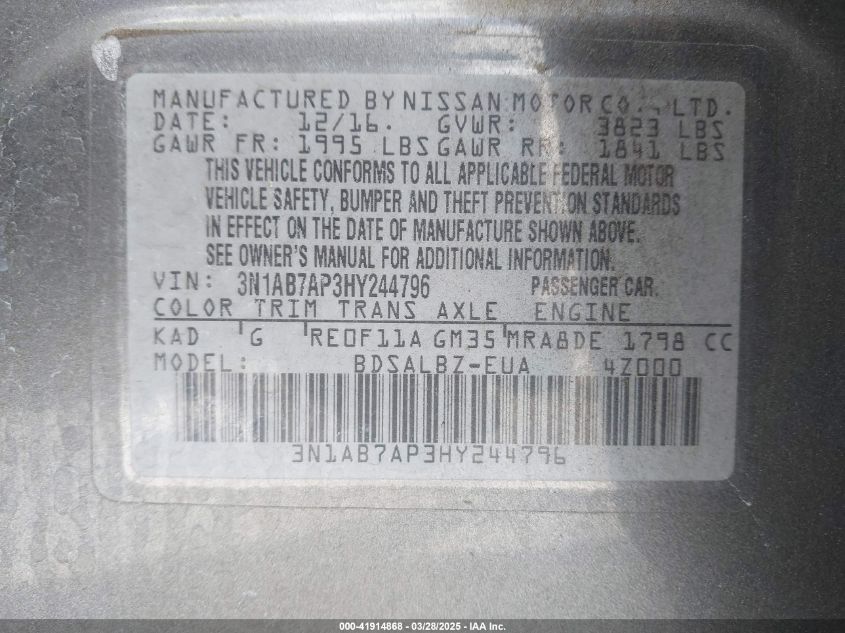 MANUFACTURED BY NISSAN MOTOR CO., LTD.
DATE: 12/16. GVWR: 3823 LBS
GAWR FR: 1995 LBS GAWR RR: 1841 LBS
THIS VEHICLE CONFORMS TO ALL APPLICABLE FEDERAL MOTOR
VEHICLE SAFETY, BUMPER AND THEFT PREVENTION STANDARDS
IN EFFECT ON THE DATE OF MANUFACTURE SHOWN ABOVE.
SEE OWNER'S MANUAL FOR ADDITIONAL INFORMATION.
VIN: 3N1AB7AP3HY244796 PASSENGER CAR.
COLOR TRIM TRANS AXLE ENGINE
KAD G RE0F11A GM35 MRA8DE 1798 CC
MODEL: BDSALBZ-EUA 4Z000
3N1AB7AP3HY244796
000-41914868 | 03/28/2025 - IAA Inc.